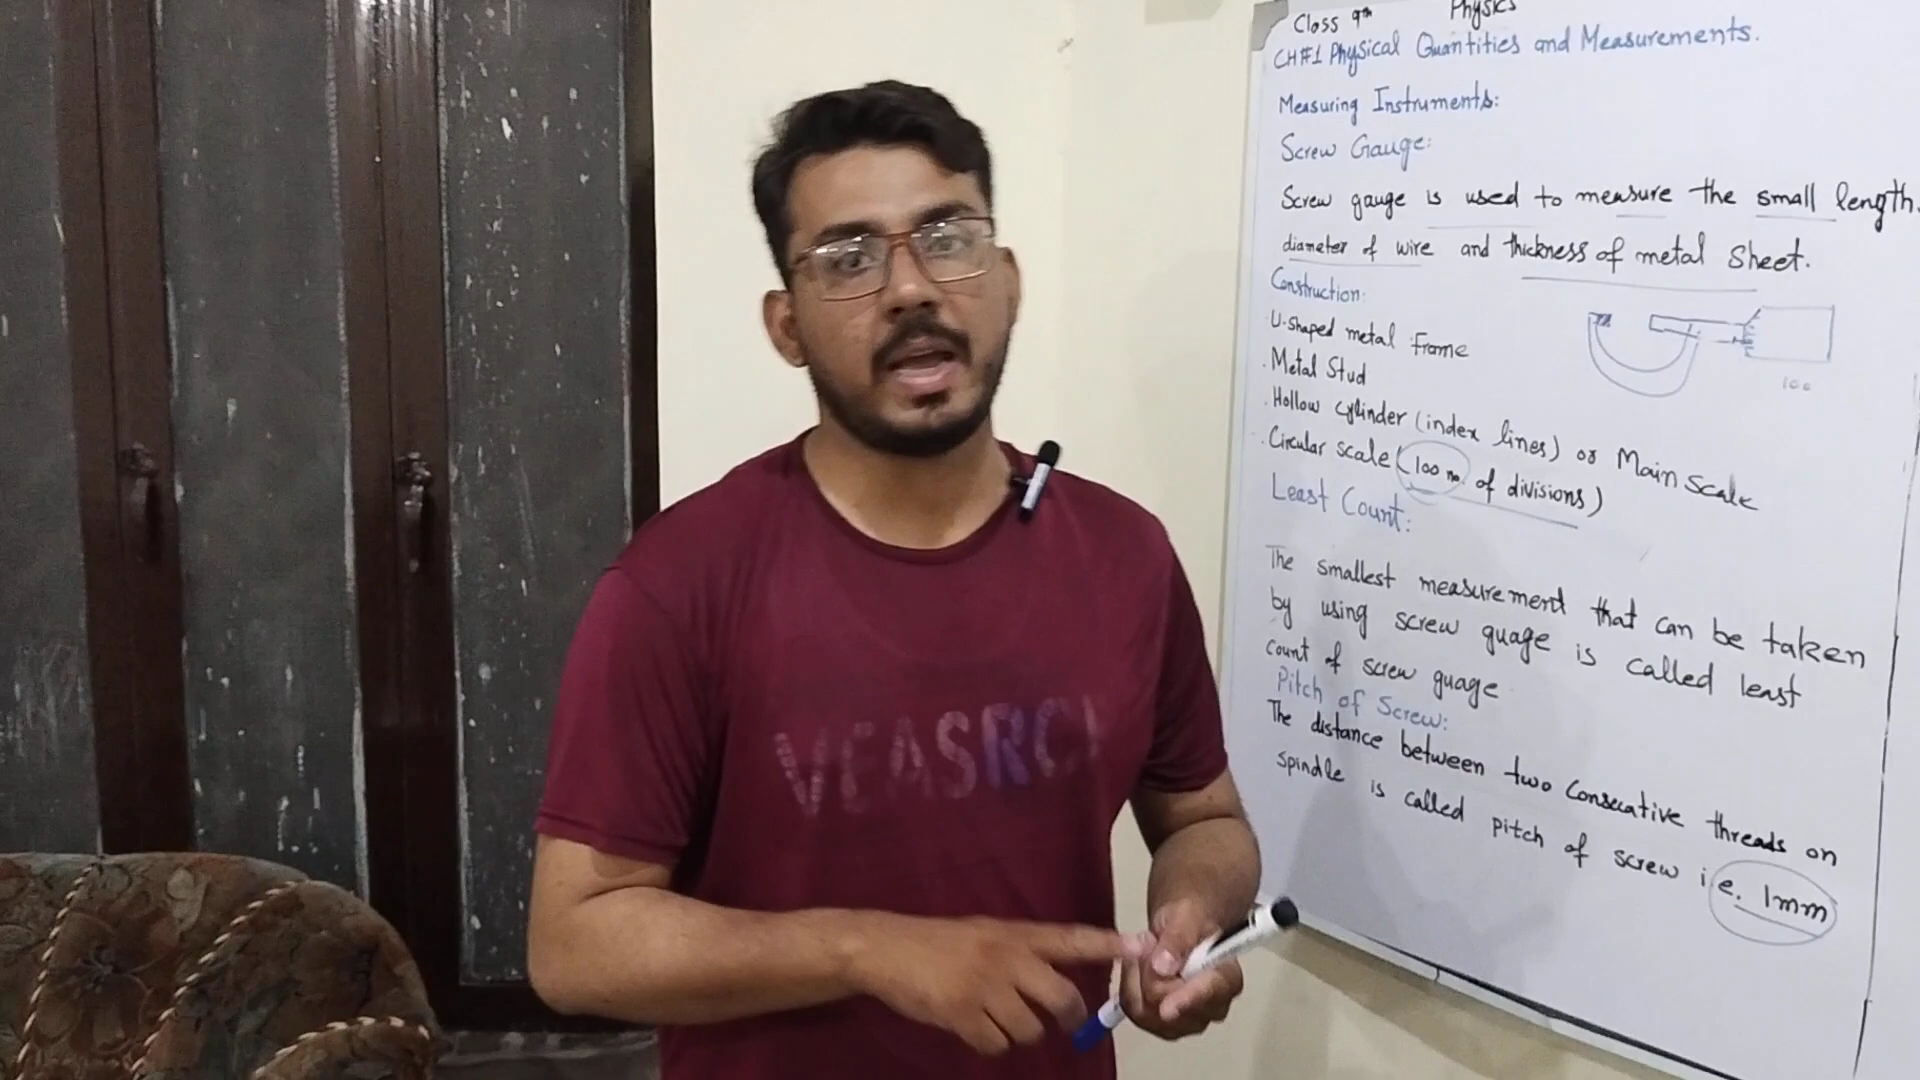 Class 9th Physics
CH#1 Physical Quantities and Measurements.
Measuring Instruments:
Screw Gauge:
Screw gauge is used to measure the small length.
diameter of wire and thickness of metal Sheet.
Construction:
U-shaped metal Frame
. Metal Stud
. Hollow cylinder (index lines) or Main Scale
. Circular scale (100 no. of divisions)
100
Least Count:
The smallest measurement that can be taken
by using screw guage is called least
count of screw guage
Pitch of Screw:
The distance between two Consecative threads on
spindle is called pitch of screw i.e. 1mm